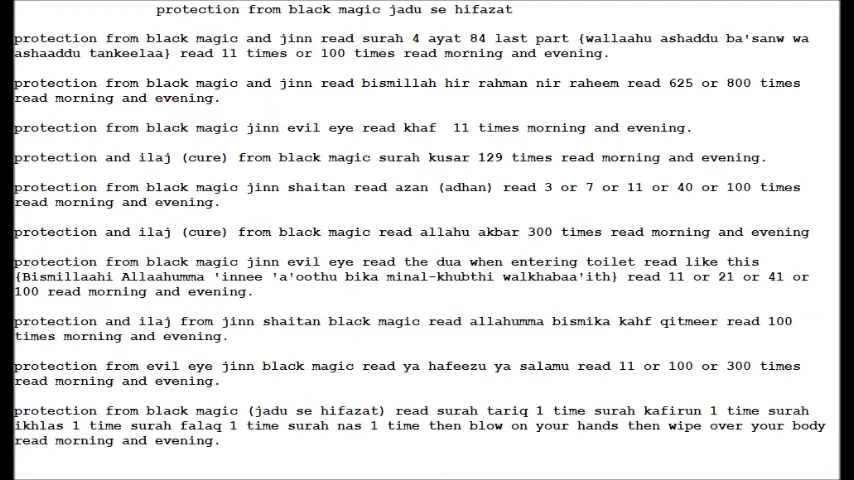 protection from black magic jadu se hifazat
protection from black magic and jinn read surah 4 ayat 84 last part {wallaahu ashaddu ba'sanw wa
ashaaddu tankeelaa} read 11 times or 100 times read morning and evening.
protection from black magic and jinn read bismillah hir rahman nir raheem read 625 or 800 times
read morning and evening.
protection from black magic jinn evil eye read khaf  11 times morning and evening.
protection and ilaj (cure) from black magic surah kusar 129 times read morning and evening.
protection from black magic jinn shaitan read azan (adhan) read 3 or 7 or 11 or 40 or 100 times
read morning and evening.
protection and ilaj (cure) from black magic read allahu akbar 300 times read morning and evening
protection from black magic jinn evil eye read the dua when entering toilet read like this
{Bismillaahi Allaahumma 'innee 'a'oothu bika minal-khubthi walkhabaa'ith} read 11 or 21 or 41 or
100 read morning and evening.
protection and ilaj from jinn shaitan black magic read allahumma bismika kahf qitmeer read 100
times morning and evening.
protection from evil eye jinn black magic read ya hafeezu ya salamu read 11 or 100 or 300 times
read morning and evening.
protection from black magic (jadu se hifazat) read surah tariq 1 time surah kafirun 1 time surah
ikhlas 1 time surah falaq 1 time surah nas 1 time then blow on your hands then wipe over your body
read morning and evening.